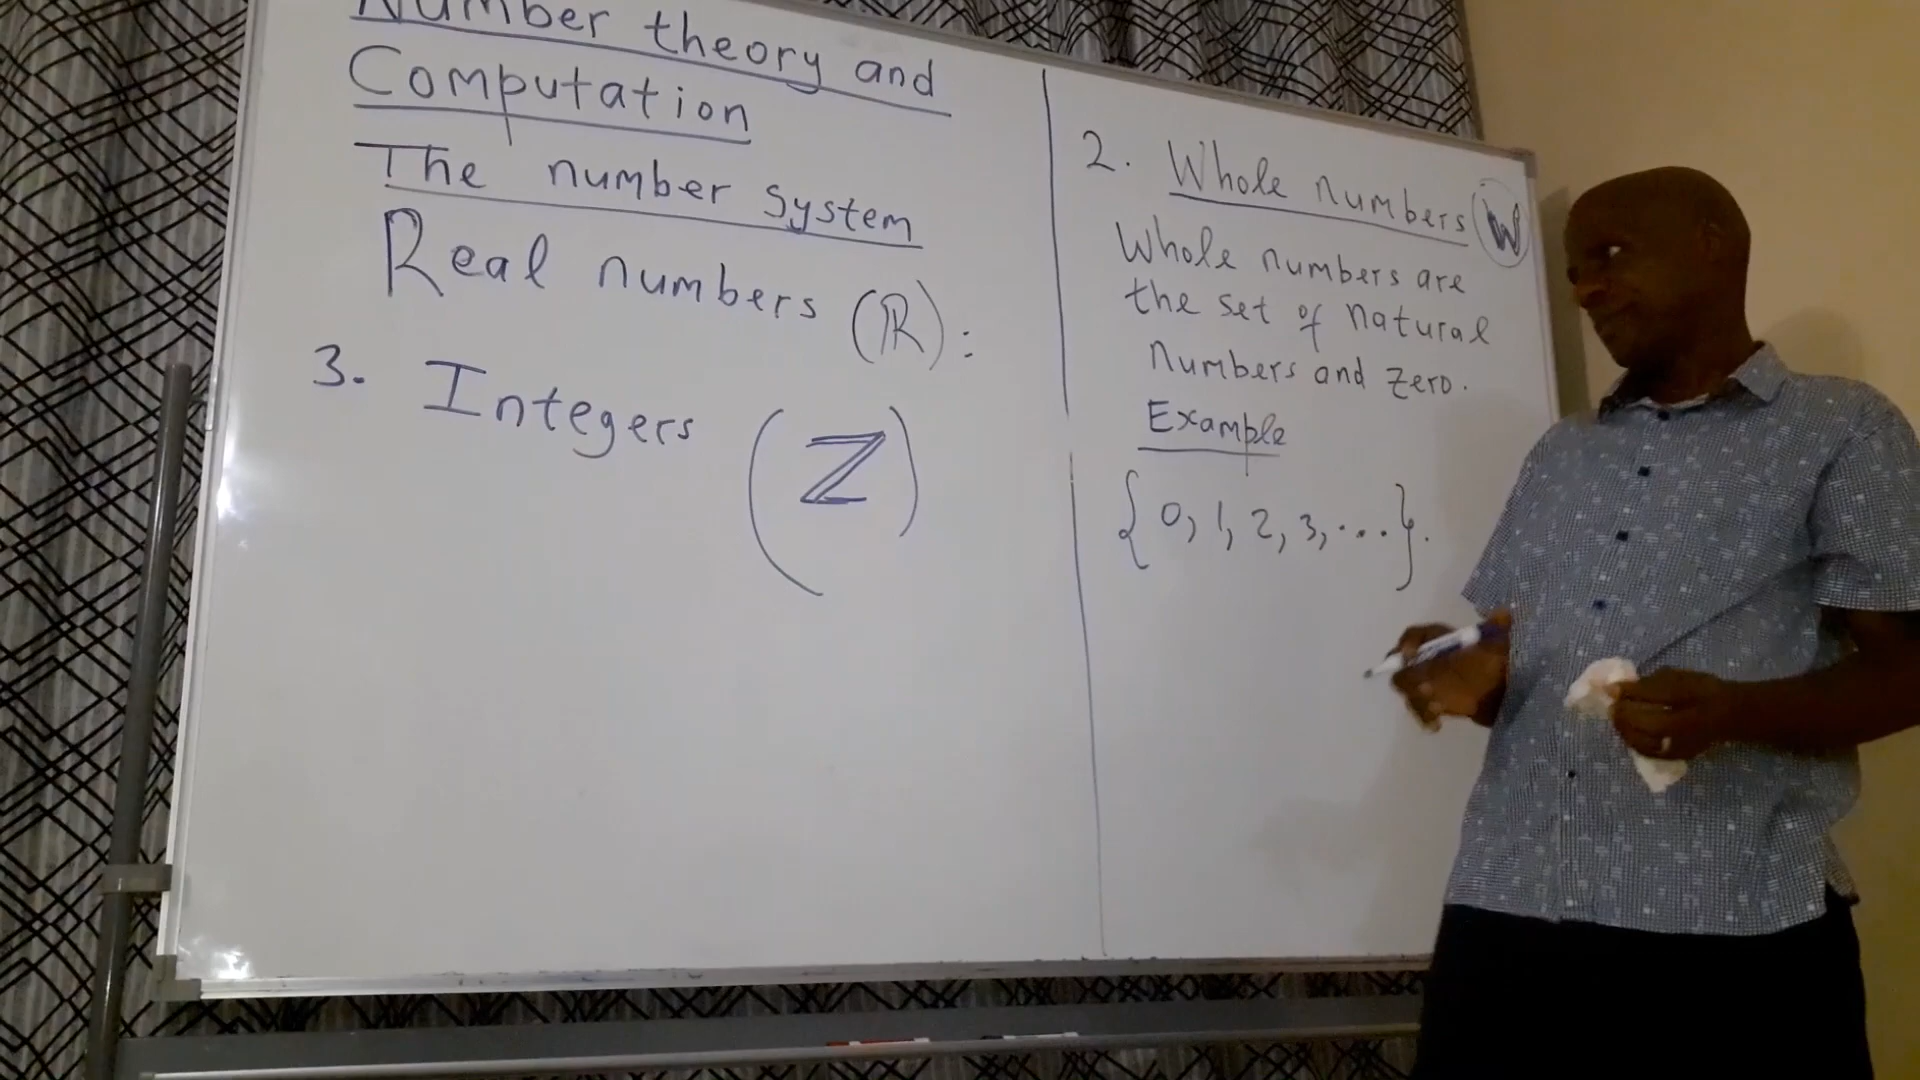 Number theory and
Computation
The number system
Real numbers (ℝ):
3. Integers (ℤ)
2. Whole numbers W
Whole numbers are
the set of natural
numbers and zero.
Example
{0, 1, 2, 3, ...}.